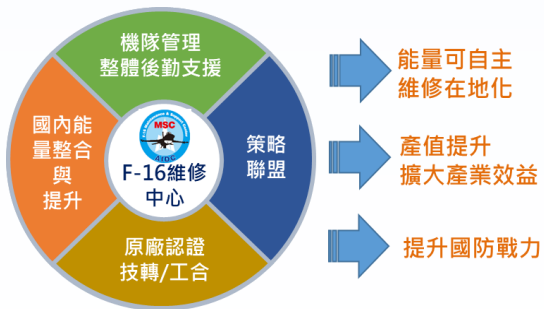 機隊管理
整體後勤支援
國內能
量整合
與
提升
MSC
AIDC
F-16維修
中心
策略
聯盟
原廠認證
技轉/工合
能量可自主
維修在地化
產值提升
擴大產業效益
提升國防戰力